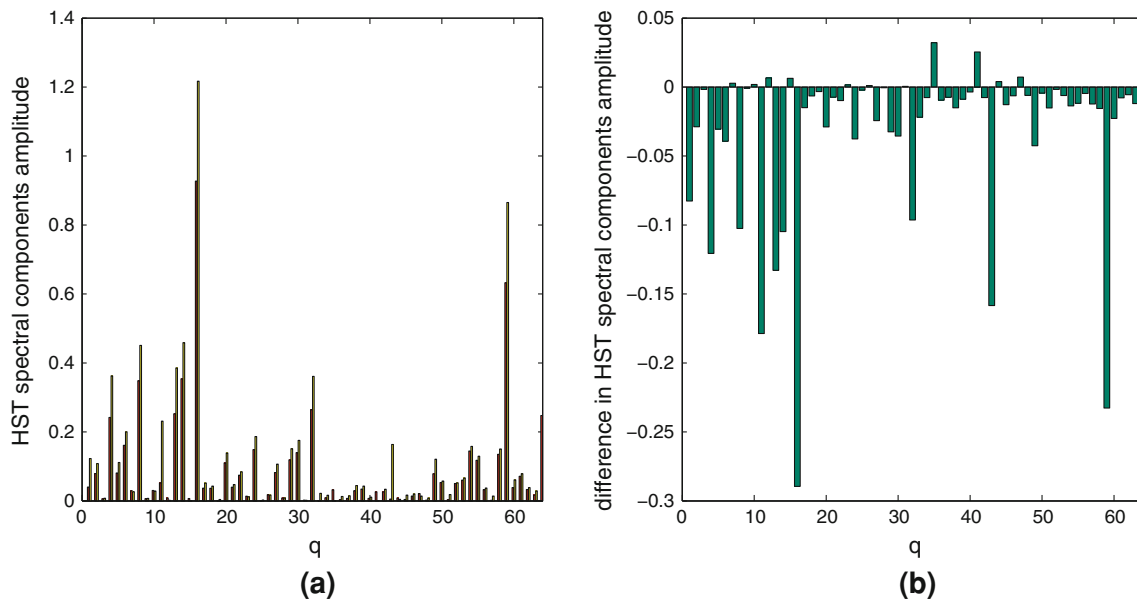 HST spectral components amplitude
1.4
1.2
1
0.8
0.6
0.4
0.2
0
0 10 20 30 40 50 60
q
(a)
difference in HST spectral components amplitude
0.05
0
−0.05
−0.1
−0.15
−0.2
−0.25
−0.3
0 10 20 30 40 50 60
q
(b)